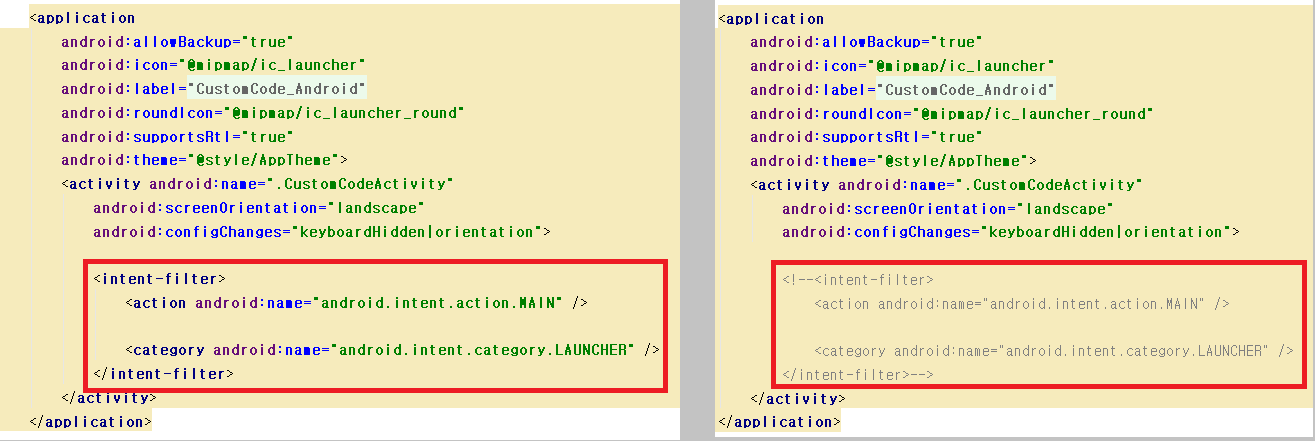 <application
    android:allowBackup="true"
    android:icon="@mipmap/ic_launcher"
    android:label="CustomCode_Android"
    android:roundIcon="@mipmap/ic_launcher_round"
    android:supportsRtl="true"
    android:theme="@style/AppTheme">
    <activity android:name=".CustomCodeActivity"
        android:screenOrientation="landscape"
        android:configChanges="keyboardHidden|orientation">
        <intent-filter>
            <action android:name="android.intent.action.MAIN" />
            <category android:name="android.intent.category.LAUNCHER" />
        </intent-filter>
    </activity>
</application>
<application
    android:allowBackup="true"
    android:icon="@mipmap/ic_launcher"
    android:label="CustomCode_Android"
    android:roundIcon="@mipmap/ic_launcher_round"
    android:supportsRtl="true"
    android:theme="@style/AppTheme">
    <activity android:name=".CustomCodeActivity"
        android:screenOrientation="landscape"
        android:configChanges="keyboardHidden|orientation">
        <!--<intent-filter>
            <action android:name="android.intent.action.MAIN" />
            <category android:name="android.intent.category.LAUNCHER" />
        </intent-filter>-->
    </activity>
</application>